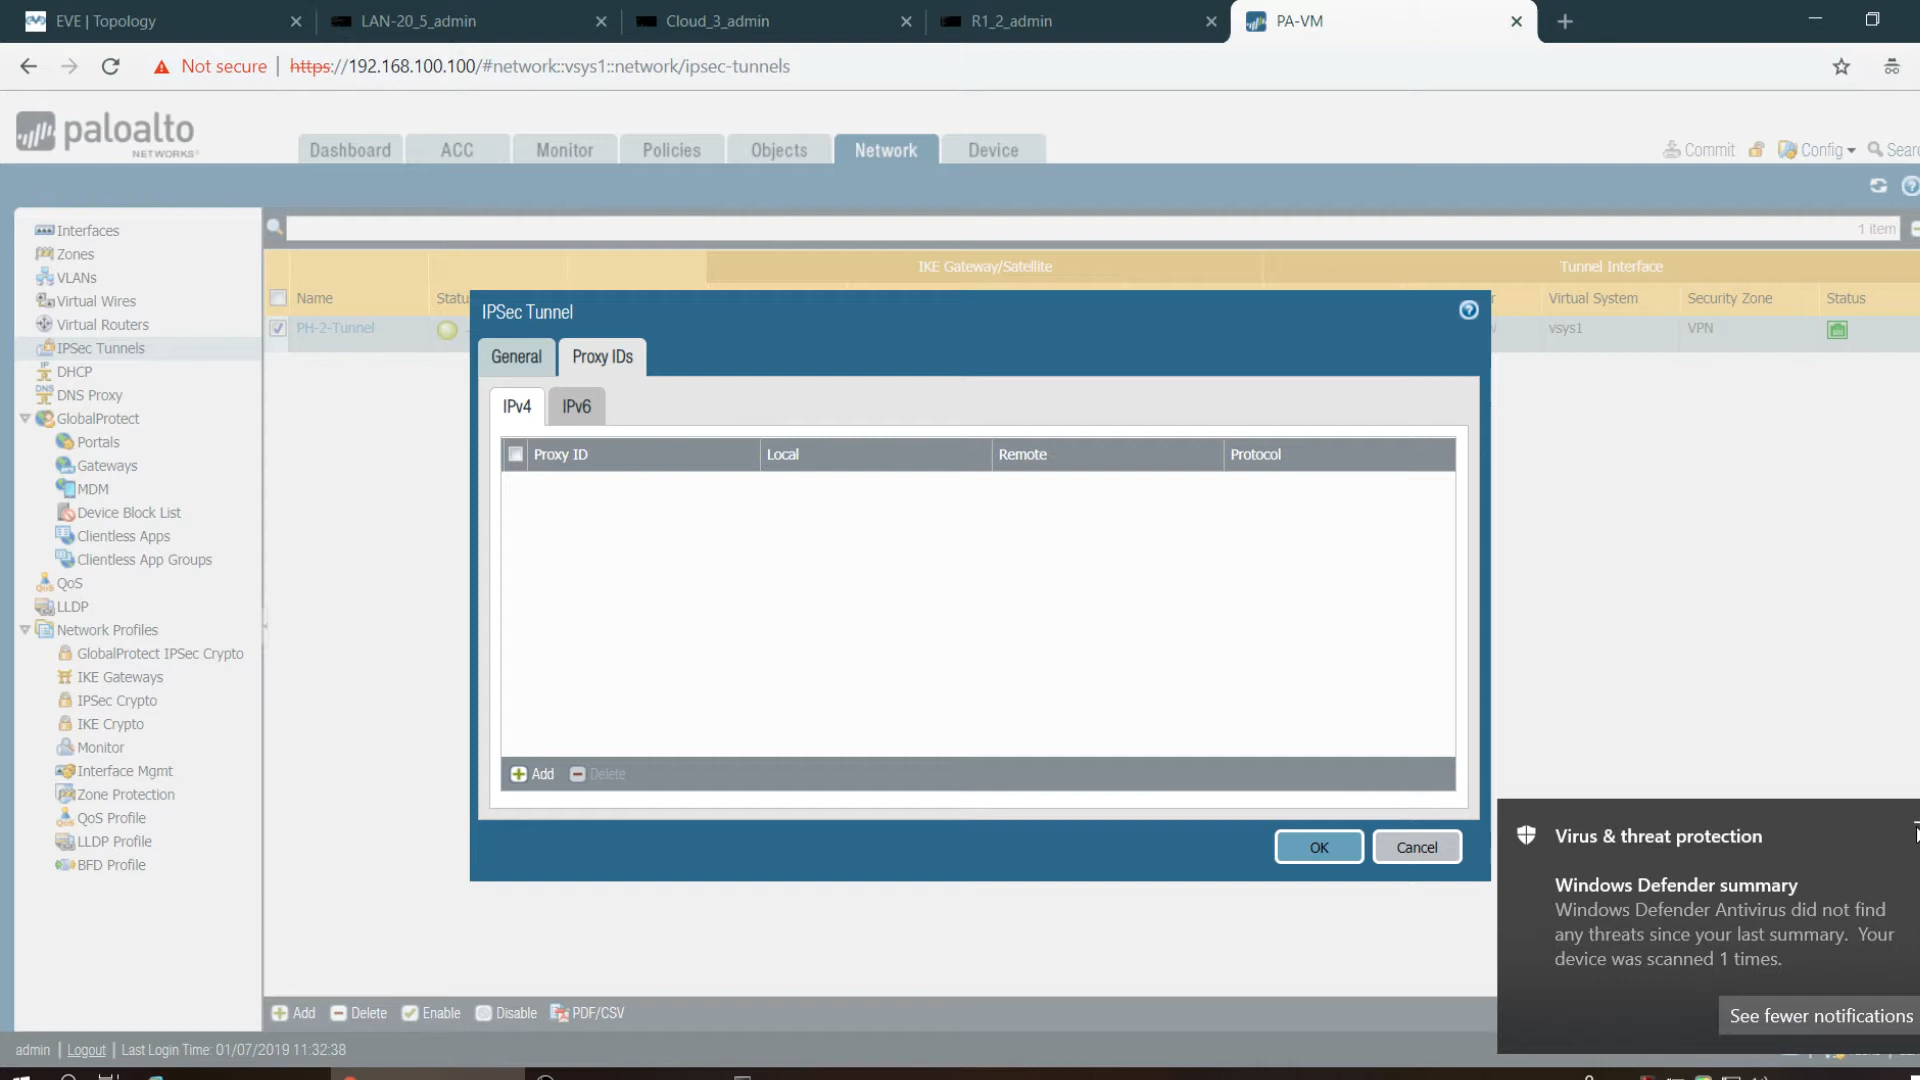 EVE | Topology
LAN-20_5_admin
Cloud_3_admin
R1_2_admin
PA-VM
Not secure
https://192.168.100.100/#network::vsys1::network/ipsec-tunnels
paloalto
NETWORKS
Dashboard
ACC
Monitor
Policies
Objects
Network
Device
Commit
Config
Sear
Interfaces
Zones
VLANs
Virtual Wires
Virtual Routers
IPSec Tunnels
DHCP
DNS Proxy
GlobalProtect
Portals
Gateways
MDM
Device Block List
Clientless Apps
Clientless App Groups
QoS
LLDP
Network Profiles
GlobalProtect IPSec Crypto
IKE Gateways
IPSec Crypto
IKE Crypto
Monitor
Interface Mgmt
Zone Protection
QoS Profile
LLDP Profile
BFD Profile
1 item
IKE Gateway/Satellite
Tunnel Interface
Name
Statu
r
Virtual System
Security Zone
Status
PH-2-Tunnel
vsys1
VPN
IPSec Tunnel
General
Proxy IDs
IPv4
IPv6
Proxy ID
Local
Remote
Protocol
Add
Delete
OK
Cancel
Virus & threat protection
Windows Defender summary
Windows Defender Antivirus did not find
any threats since your last summary. Your
device was scanned 1 times.
See fewer notifications
Add
Delete
Enable
Disable
PDF/CSV
admin | Logout | Last Login Time: 01/07/2019 11:32:38